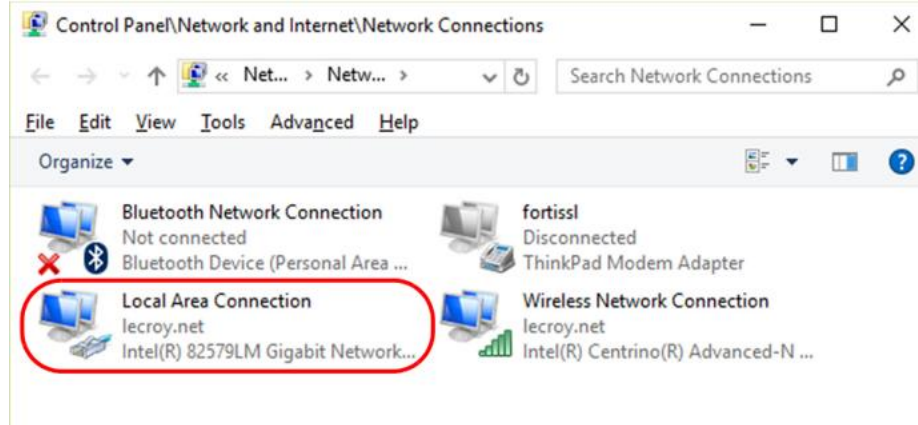 Control Panel\Network and Internet\Network Connections
« Net... > Netw... >
Search Network Connections
File Edit View Tools Advanced Help
Organize
Bluetooth Network Connection
Not connected
Bluetooth Device (Personal Area ...
fortissl
Disconnected
ThinkPad Modem Adapter
Local Area Connection
lecroy.net
Intel(R) 82579LM Gigabit Network...
Wireless Network Connection
lecroy.net
Intel(R) Centrino(R) Advanced-N ...